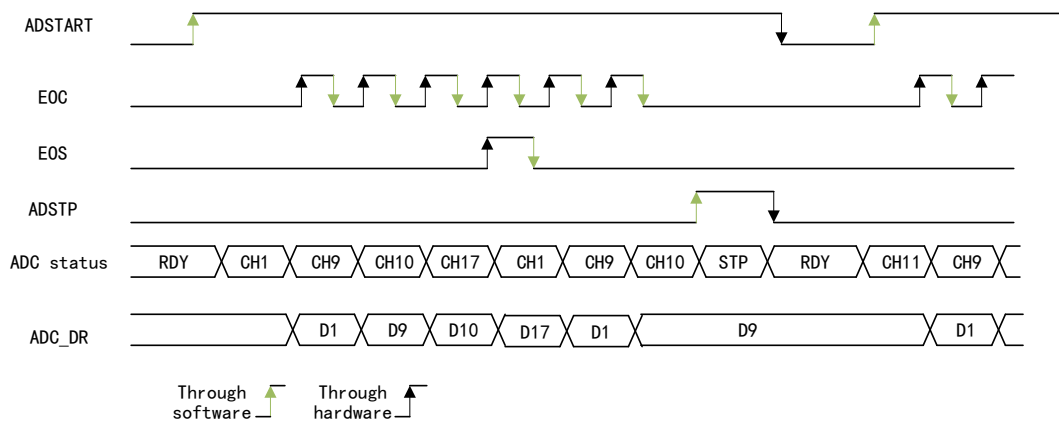 ADSTART
EOC
EOS
ADSTP
ADC status RDY CH1 CH9 CH10 CH17 CH1 CH9 CH10 STP RDY CH11 CH9
ADC_DR D1 D9 D10 D17 D1 D9 D1
Through software
Through hardware